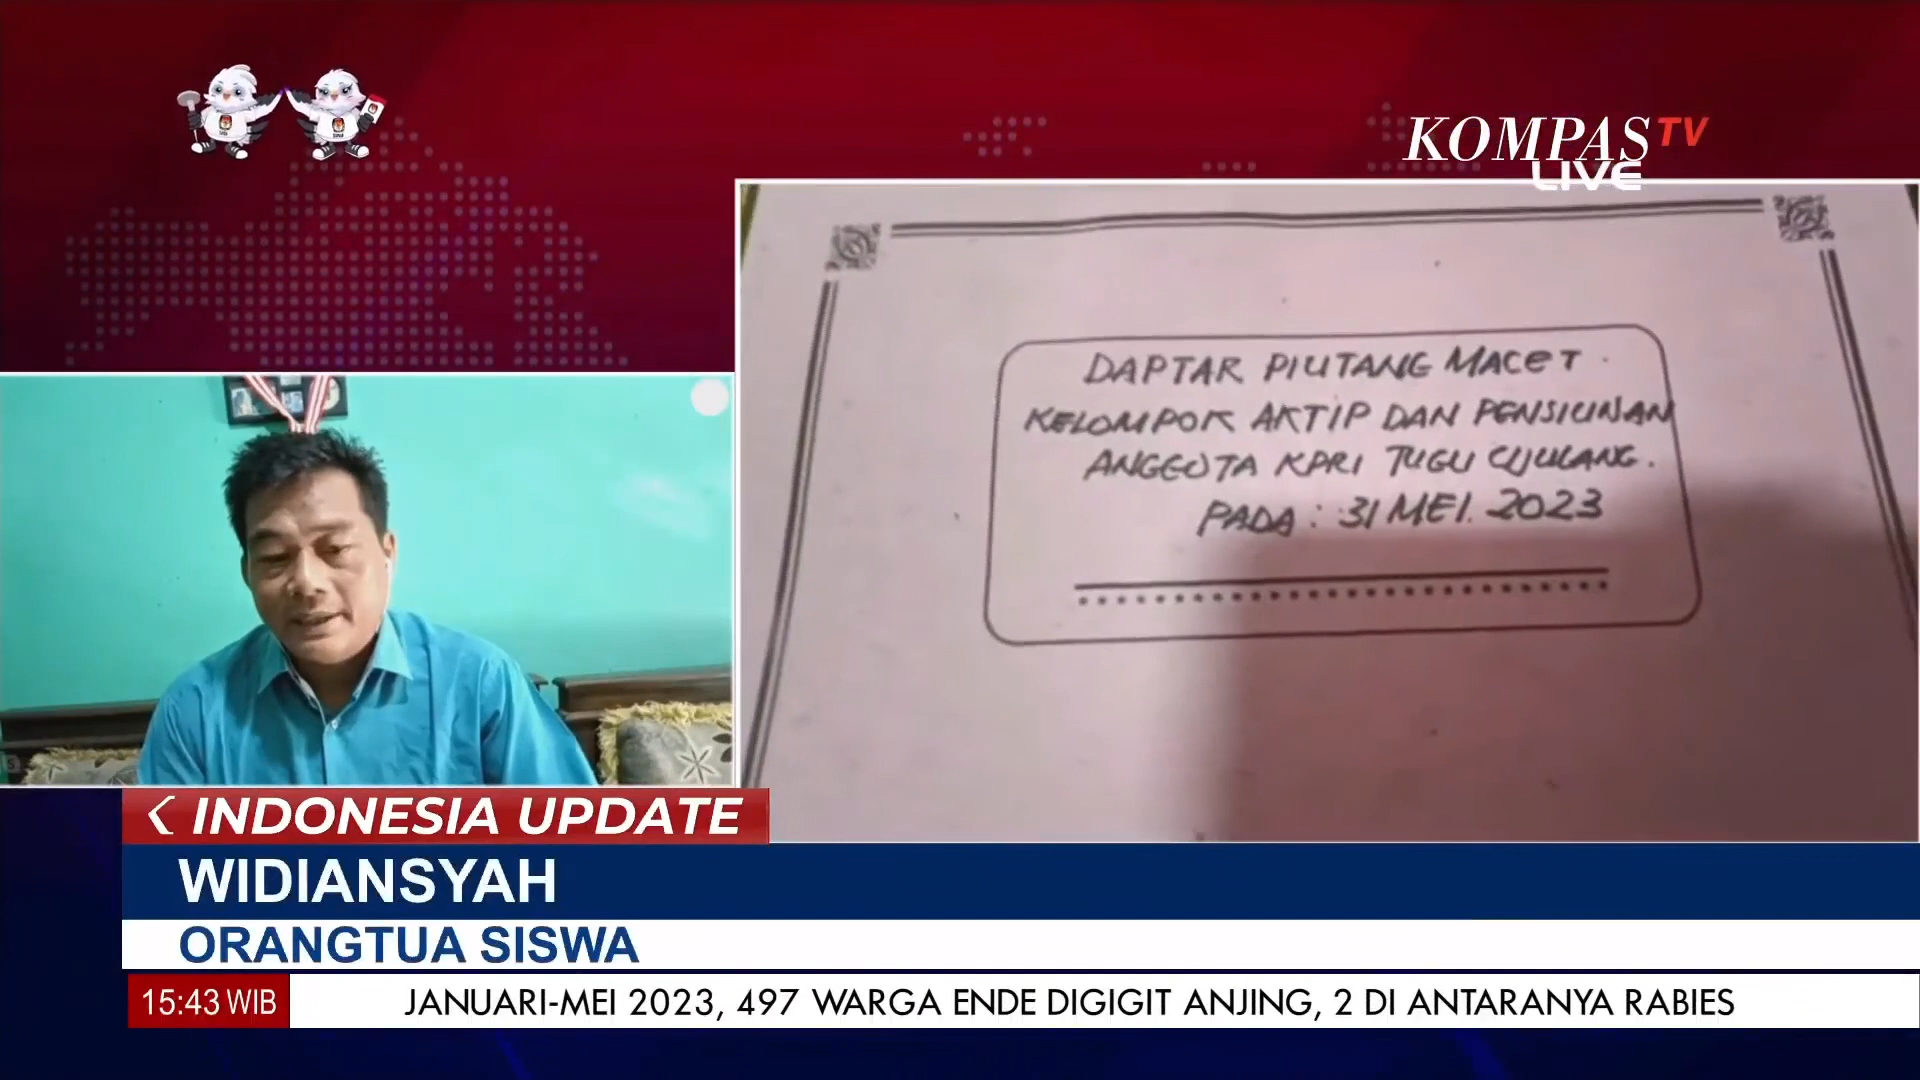 KOMPAS TV
LIVE
DAPTAR PIUTANG MACET
KELOMPOK AKTIP DAN PENSIUNAN
ANGGOTA KPRI TUGU CIJULANG.
PADA : 31 MEI 2023
INDONESIA UPDATE
WIDIANSYAH
ORANGTUA SISWA
15:43 WIB
JANUARI-MEI 2023, 497 WARGA ENDE DIGIGIT ANJING, 2 DI ANTARANYA RABIES